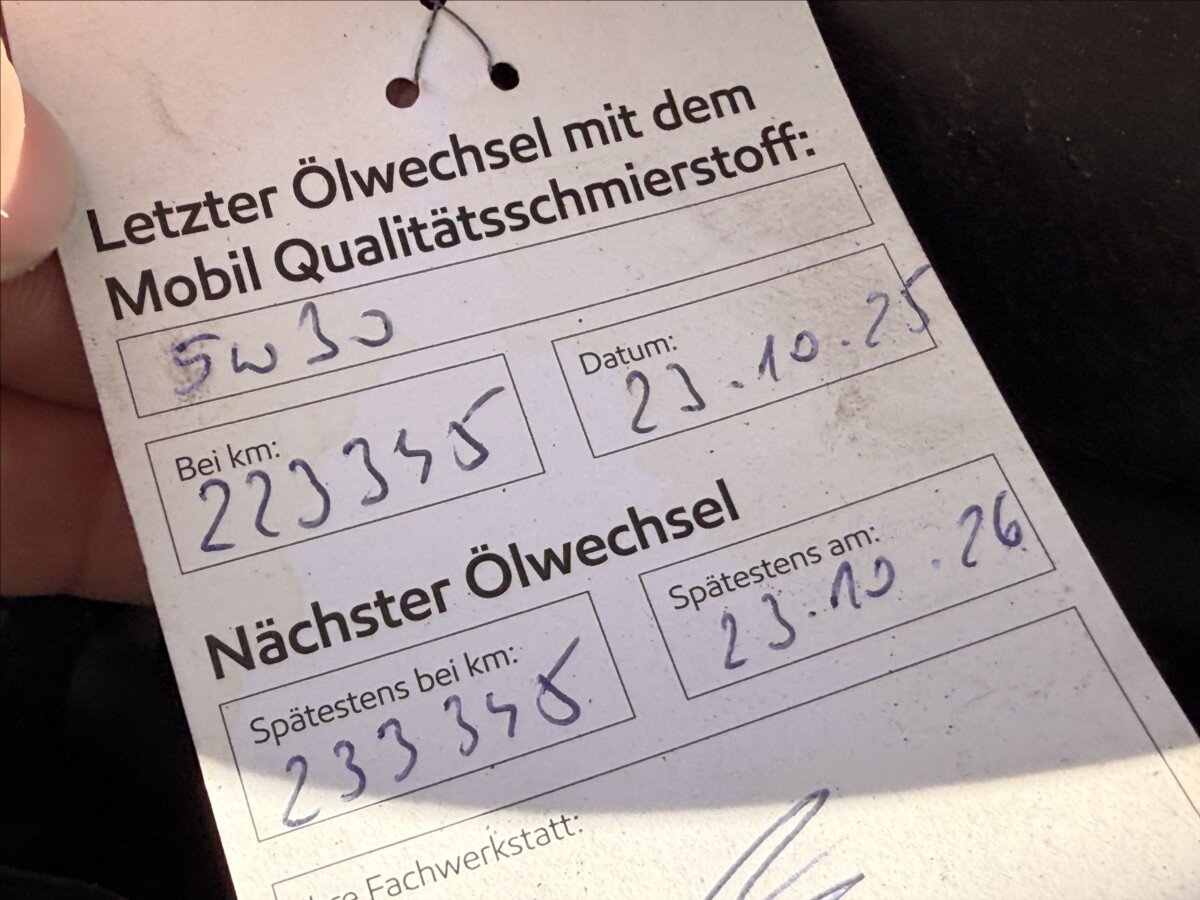 Letzter Ölwechsel mit dem
Mobil Qualitätsschmierstoff:
5w30
Bei km:
223345
Datum:
23.10.25
Nächster Ölwechsel
Spätestens bei km:
233345
Spätestens am:
23.10.26
Fachwerkstatt: